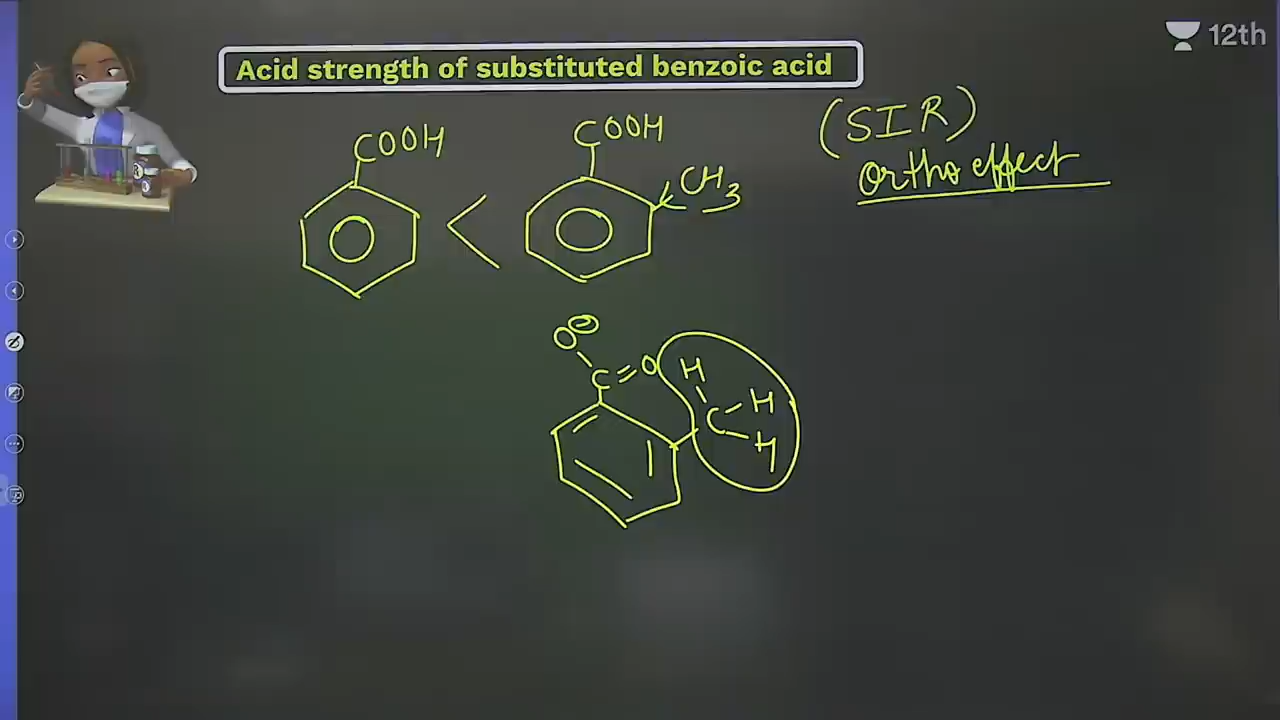 12th
Acid strength of substituted benzoic acid
COOH
COOH
CH3
(SIR)
Ortho effect
<
O⊖
C=O
H
C-H
H